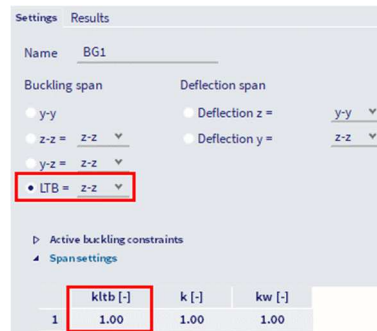 Settings Results
Name BG1
Buckling span Deflection span
y-y Deflection z = y-y
z-z = z-z Deflection y = z-z
y-z = z-z
LTB = z-z
Active buckling constraints
Span settings
kltb [-] k [-] kw [-]
1 1.00 1.00 1.00